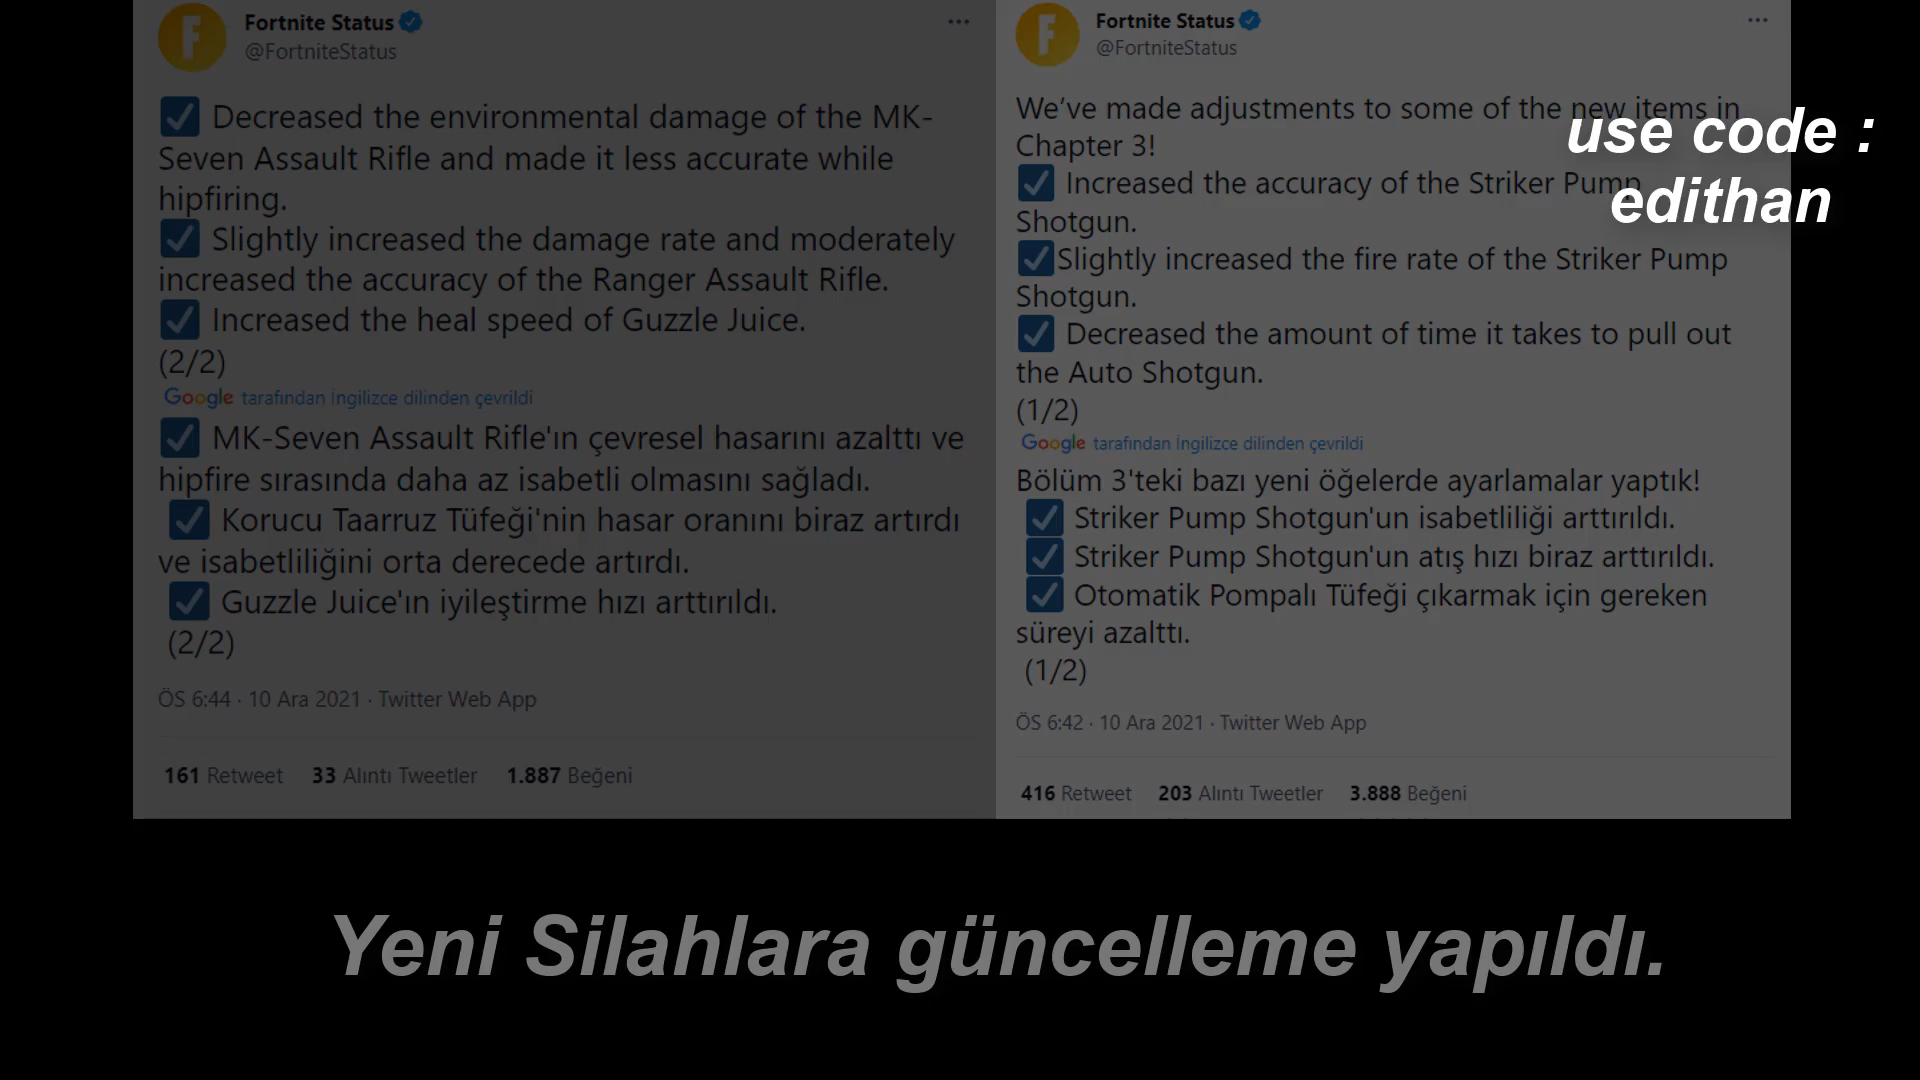 Fortnite Status
@FortniteStatus
Decreased the environmental damage of the MK-
Seven Assault Rifle and made it less accurate while
hipfiring.
Slightly increased the damage rate and moderately
increased the accuracy of the Ranger Assault Rifle.
Increased the heal speed of Guzzle Juice.
(2/2)
Google tarafından İngilizce dilinden çevrildi
MK-Seven Assault Rifle'ın çevresel hasarını azalttı ve
hipfire sırasında daha az isabetli olmasını sağladı.
Korucu Taarruz Tüfeği'nin hasar oranını biraz artırdı
ve isabetliliğini orta derecede artırdı.
Guzzle Juice'ın iyileştirme hızı arttırıldı.
(2/2)
ÖS 6:44 · 10 Ara 2021 · Twitter Web App
161 Retweet 33 Alıntı Tweetler 1.887 Beğeni
Fortnite Status
@FortniteStatus
We've made adjustments to some of the new items in
Chapter 3!
Increased the accuracy of the Striker Pump
Shotgun.
Slightly increased the fire rate of the Striker Pump
Shotgun.
Decreased the amount of time it takes to pull out
the Auto Shotgun.
(1/2)
Google tarafından İngilizce dilinden çevrildi
Bölüm 3'teki bazı yeni öğelerde ayarlamalar yaptık!
Striker Pump Shotgun'un isabetliliği arttırıldı.
Striker Pump Shotgun'un atış hızı biraz arttırıldı.
Otomatik Pompalı Tüfeği çıkarmak için gereken
süreyi azalttı.
(1/2)
ÖS 6:42 · 10 Ara 2021 · Twitter Web App
416 Retweet 203 Alıntı Tweetler 3.888 Beğeni
use code :
edithan
Yeni Silahlara güncelleme yapıldı.